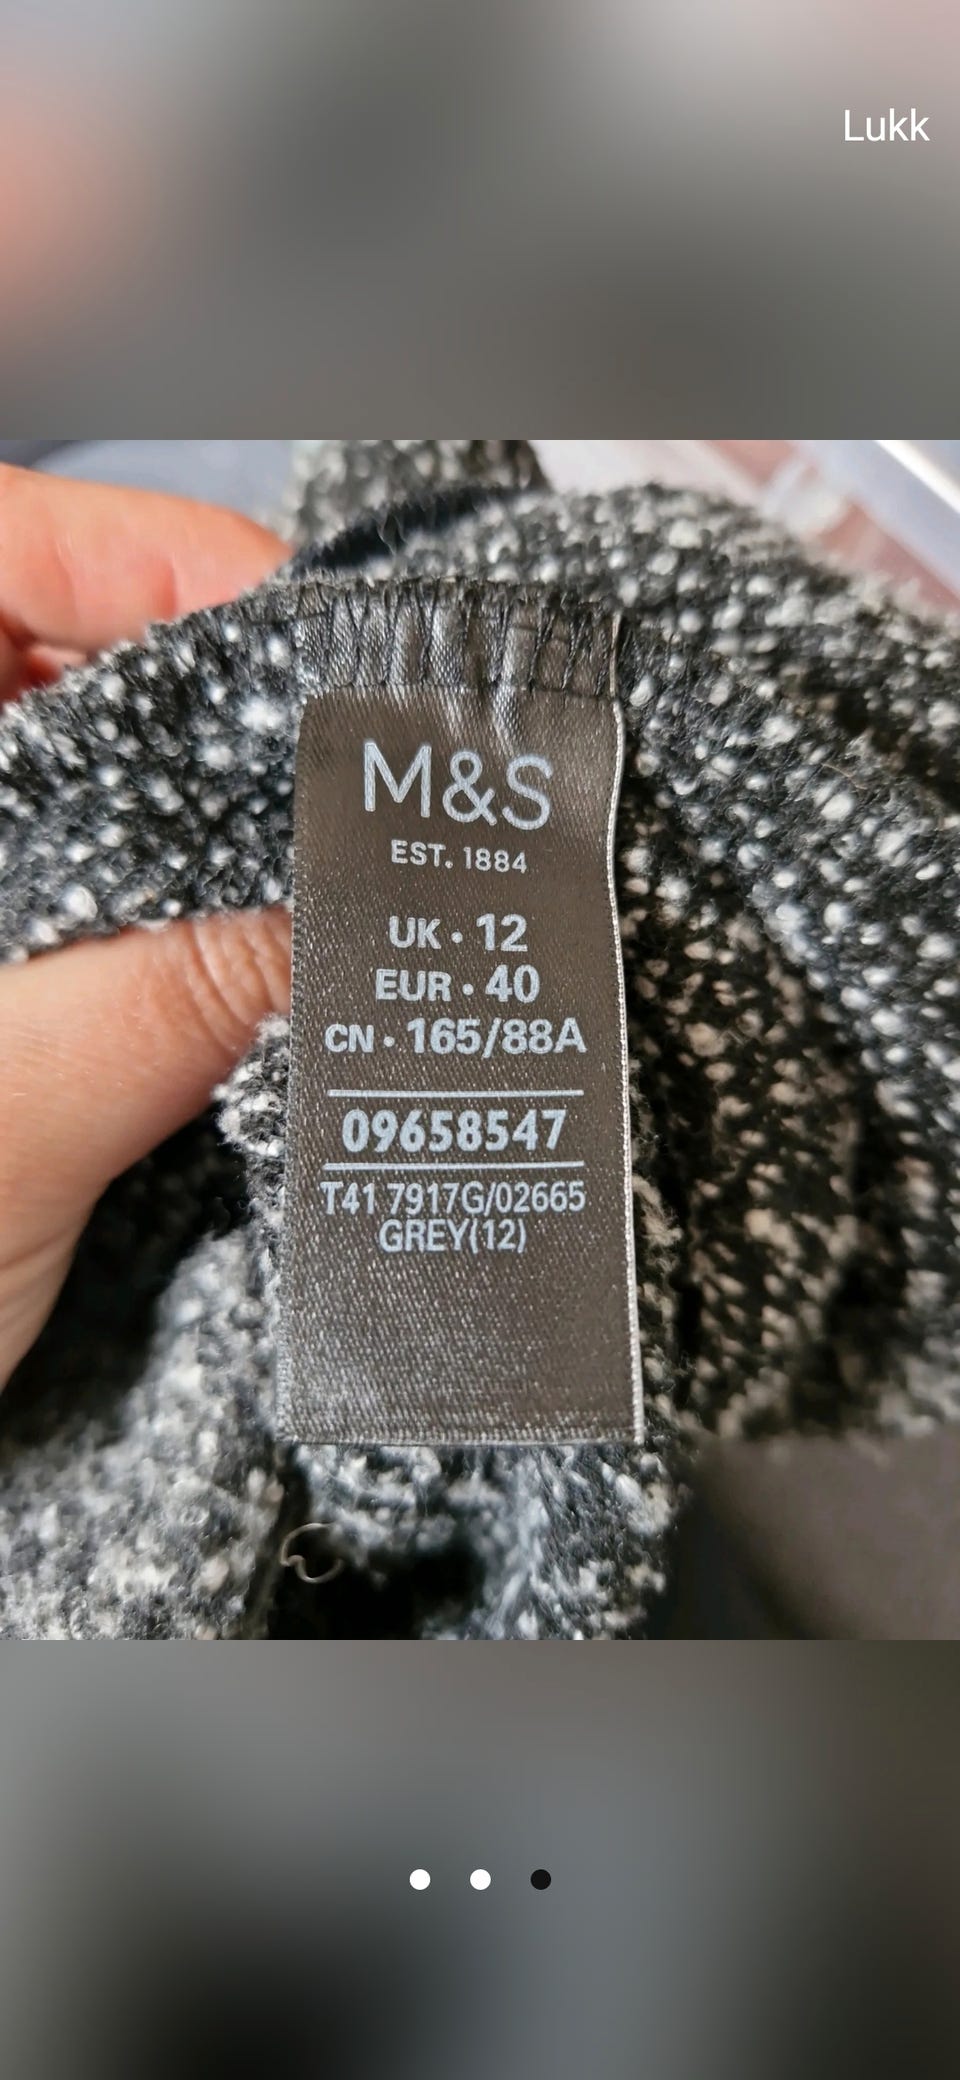 Lukk
M&S
EST. 1884
UK • 12
EUR • 40
CN • 165/88A
09658547
T41 7917G/02665
GREY(12)